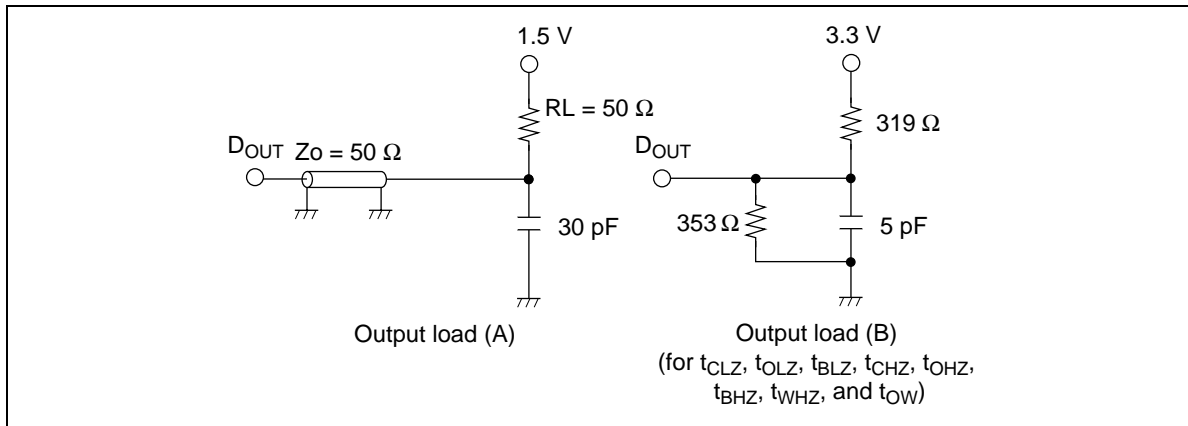 1.5 V
RL = 50 Ω
DOUT
Zo = 50 Ω
30 pF
Output load (A)
3.3 V
319 Ω
DOUT
353 Ω
5 pF
Output load (B)
(for tCLZ, tOLZ, tBLZ, tCHZ, tOHZ,
tBHZ, tWHZ, and tOW)